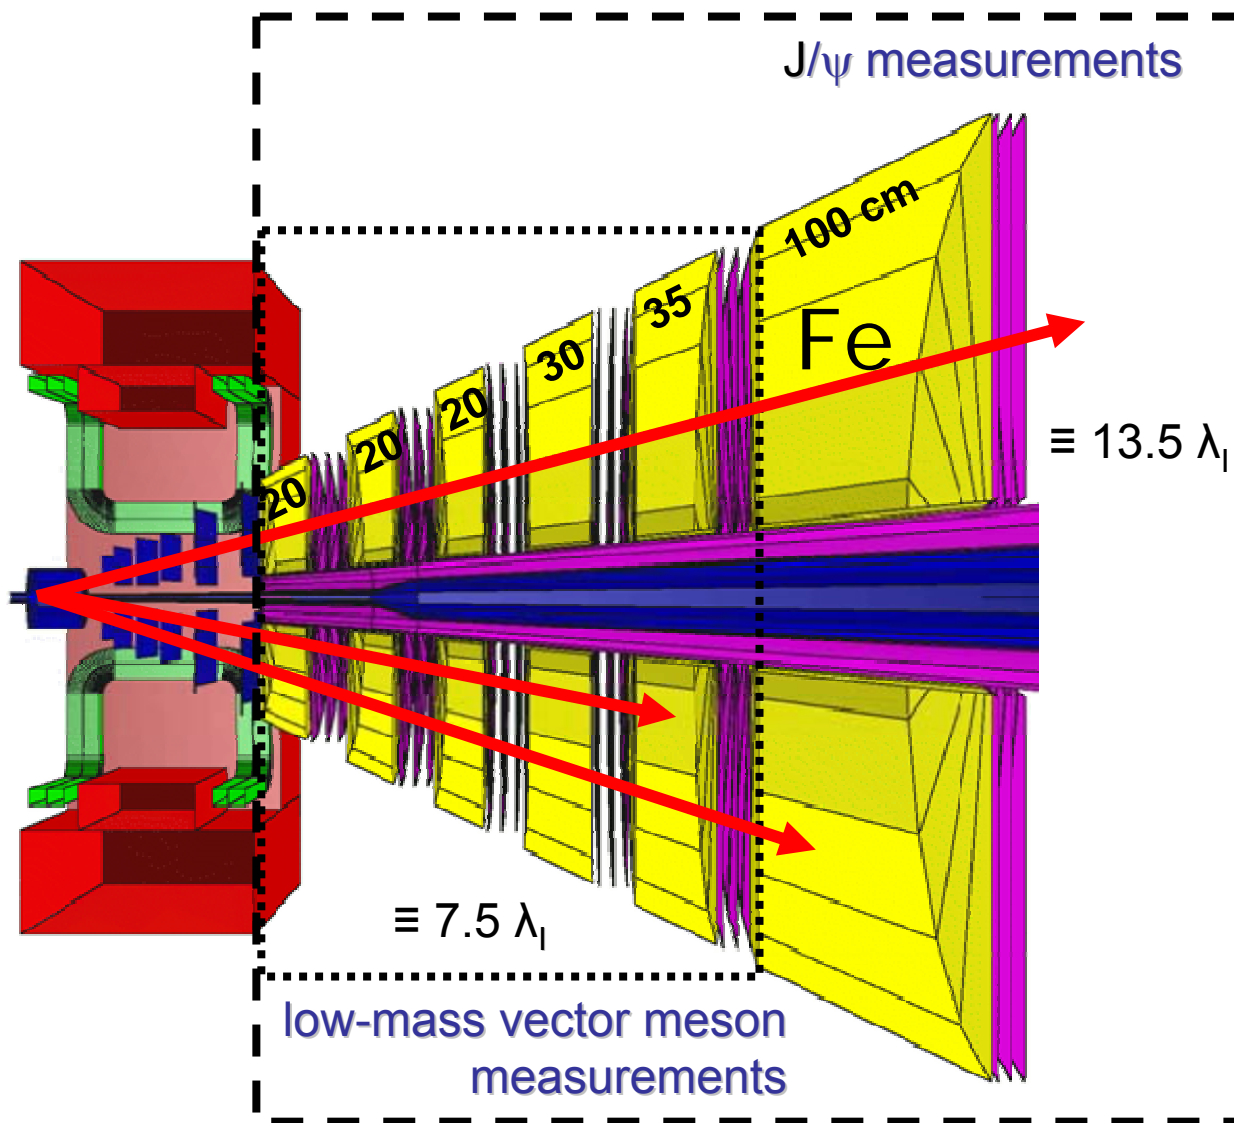 J/ψ measurements
100 cm
35
30
20
20
20
Fe
≡ 13.5 λI
≡ 7.5 λI
low-mass vector meson
measurements